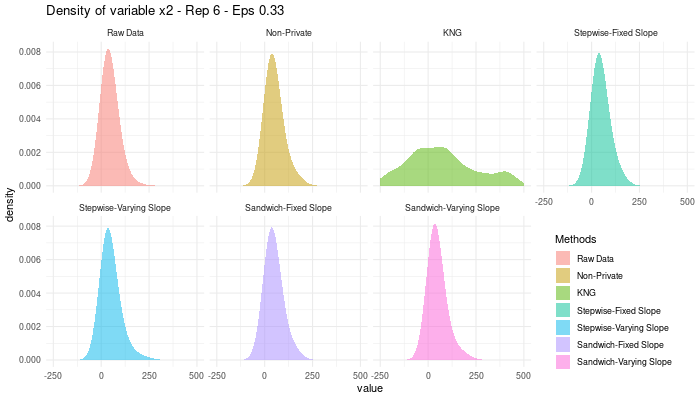 Density of variable x2 - Rep 6 - Eps 0.33
Raw Data Non-Private KNG Stepwise-Fixed Slope
0.008
0.006
0.004
0.002
0.000
-250 0 250 500
density
Stepwise-Varying Slope Sandwich-Fixed Slope Sandwich-Varying Slope
0.008
0.006
0.004
0.002
0.000
-250 0 250 500 -250 0 250 500 -250 0 250 500
value
Methods
Raw Data
Non-Private
KNG
Stepwise-Fixed Slope
Stepwise-Varying Slope
Sandwich-Fixed Slope
Sandwich-Varying Slope